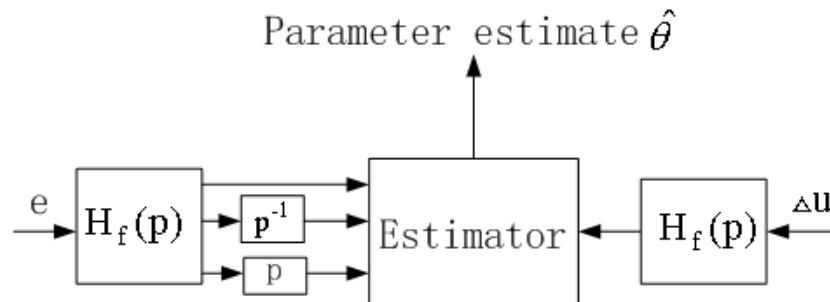 Parameter estimate θ̂
e
H_f(p)
p⁻¹
p
Estimator
H_f(p)
△u